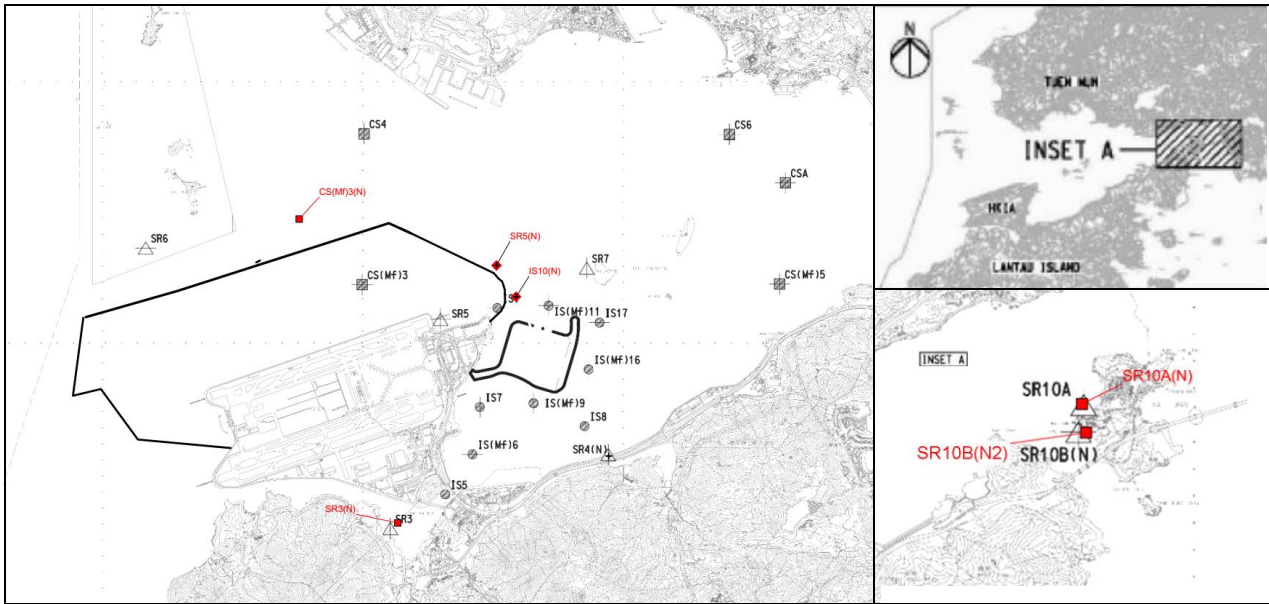 CS4
CS6
CSA
CS(Mf)3(N)
SR5(N)
SR6
SR7
IS10(N)
CS(Mf)3
CS(Mf)5
SR5
IS(Mf)11
IS17
IS(Mf)16
IS7
IS(Mf)9
IS8
IS(Mf)6
SR4(N)
IS5
SR3(N)
SR3
N
TUEN MUN
INSET A
HKIA
LANTAU ISLAND
INSET A
SR10A
SR10A(N)
SR10B(N2)
SR10B(N)